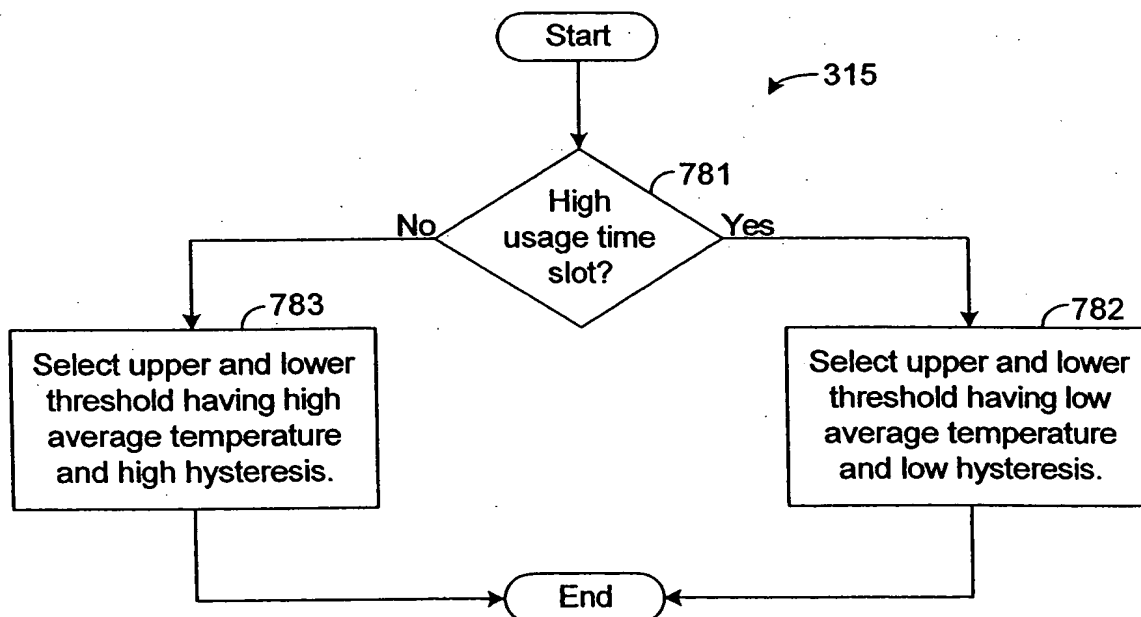 Start
315
781
High
usage time
slot?
No
Yes
783
Select upper and lower
threshold having high
average temperature
and high hysteresis.
782
Select upper and lower
threshold having low
average temperature
and low hysteresis.
End